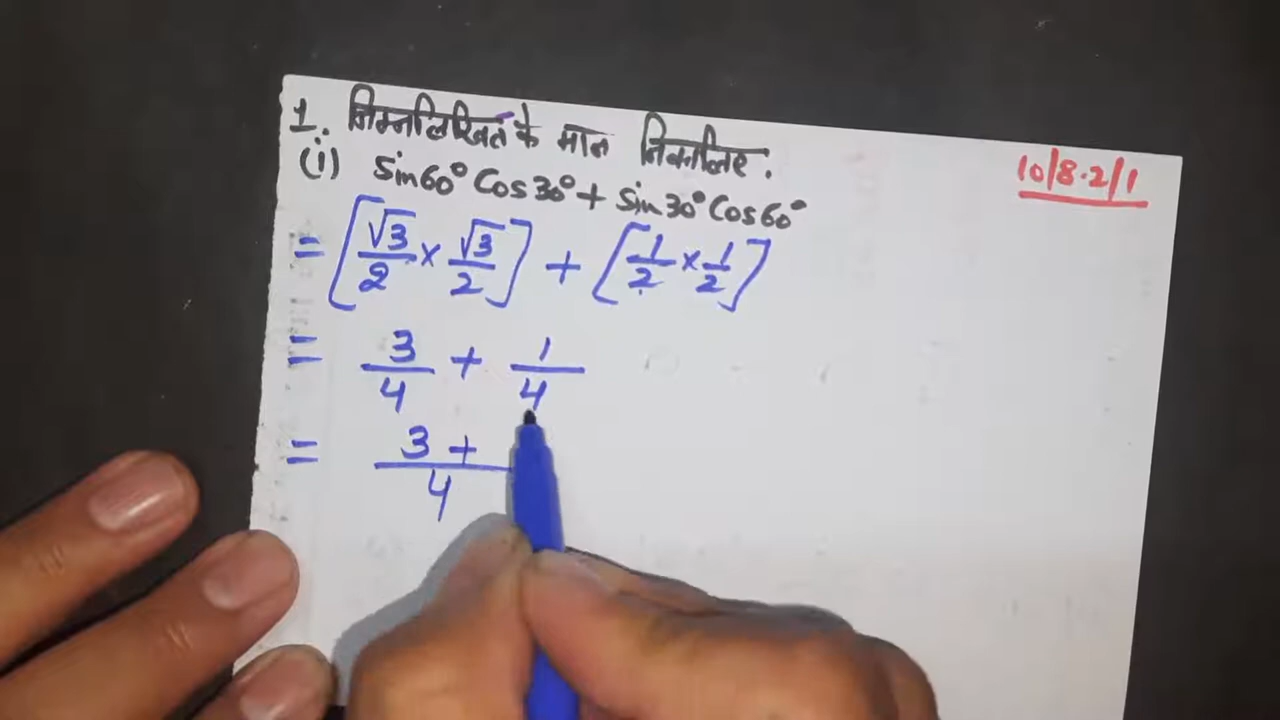 1. निम्नलिखित के मान निकालिए.
10/8.2/1
(i) Sin60° Cos30° + Sin30° Cos60°
= [√3/2 × √3/2] + [1/2 × 1/2]
= 3/4 + 1/4
= 3 + / 4